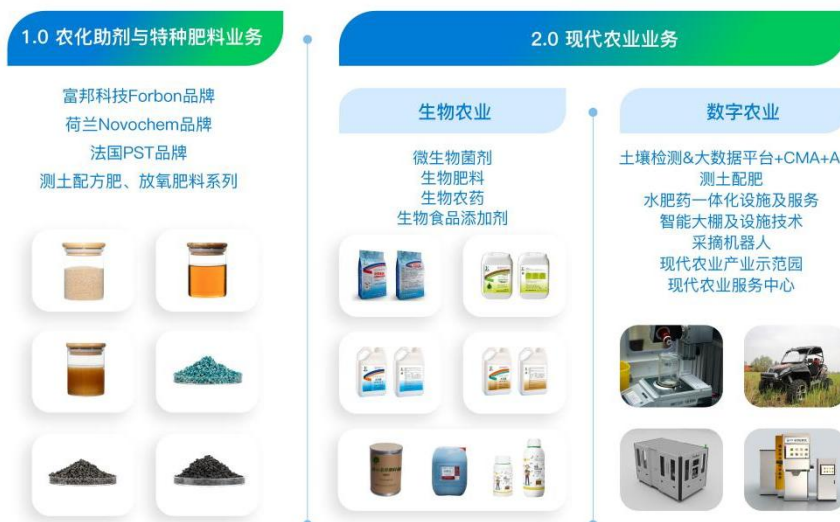 1.0 农化助剂与特种肥料业务
富邦科技Forbon品牌
荷兰Novochem品牌
法国PST品牌
测土配方肥、放氧肥料系列
2.0 现代农业业务
生物农业
微生物菌剂
生物肥料
生物农药
生物食品添加剂
数字农业
土壤检测&大数据平台+CMA+A
测土配肥
水肥药一体化设施及服务
智能大棚及设施技术
采摘机器人
现代农业产业示范园
现代农业服务中心